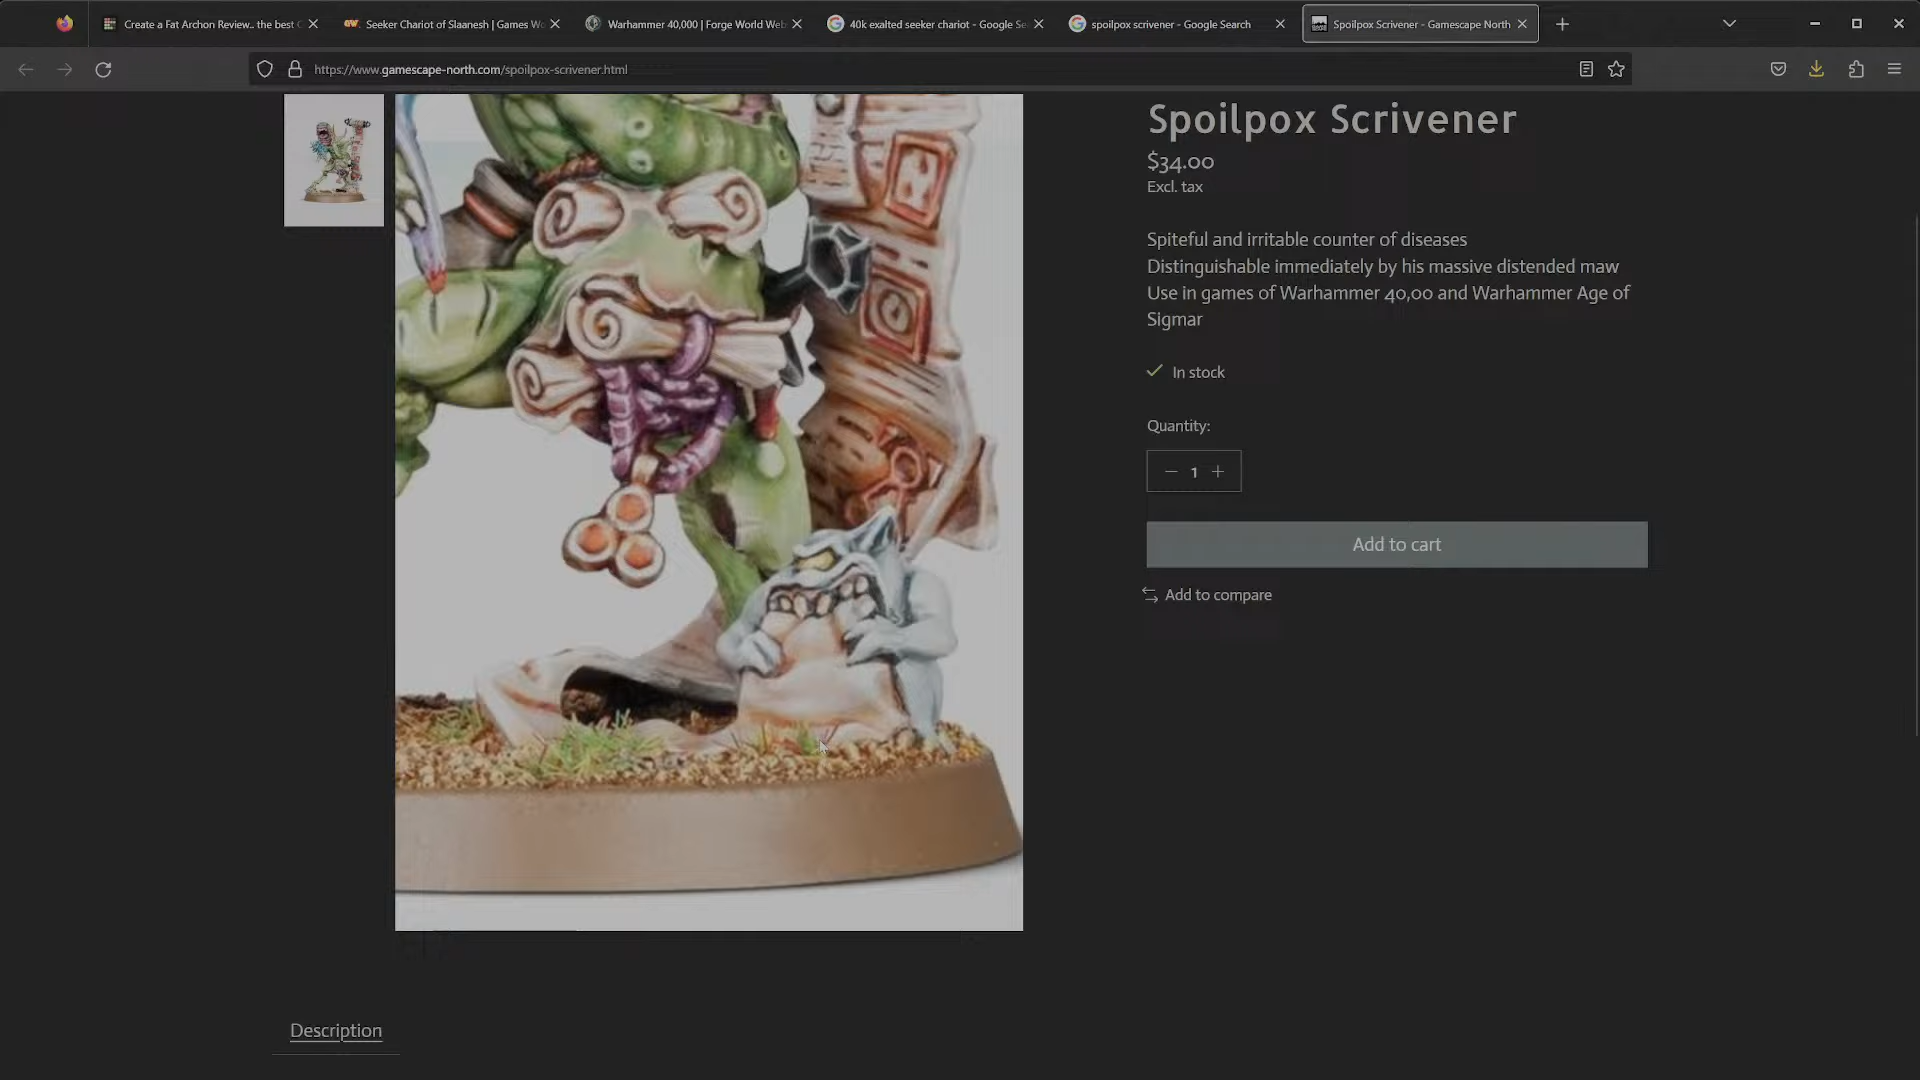 Create a Fat Archon Review.. the best C
Seeker Chariot of Slaanesh | Games Wo
Warhammer 40,000 | Forge World Web
40k exalted seeker chariot - Google Se
spoilpox scrivener - Google Search
Spoilpox Scrivener - Gamescape North
https://www.gamescape-north.com/spoilpox-scrivener.html
Spoilpox Scrivener
$34.00
Excl. tax
Spiteful and irritable counter of diseases
Distinguishable immediately by his massive distended maw
Use in games of Warhammer 40,00 and Warhammer Age of
Sigmar
In stock
Quantity:
1
Add to cart
Add to compare
Description